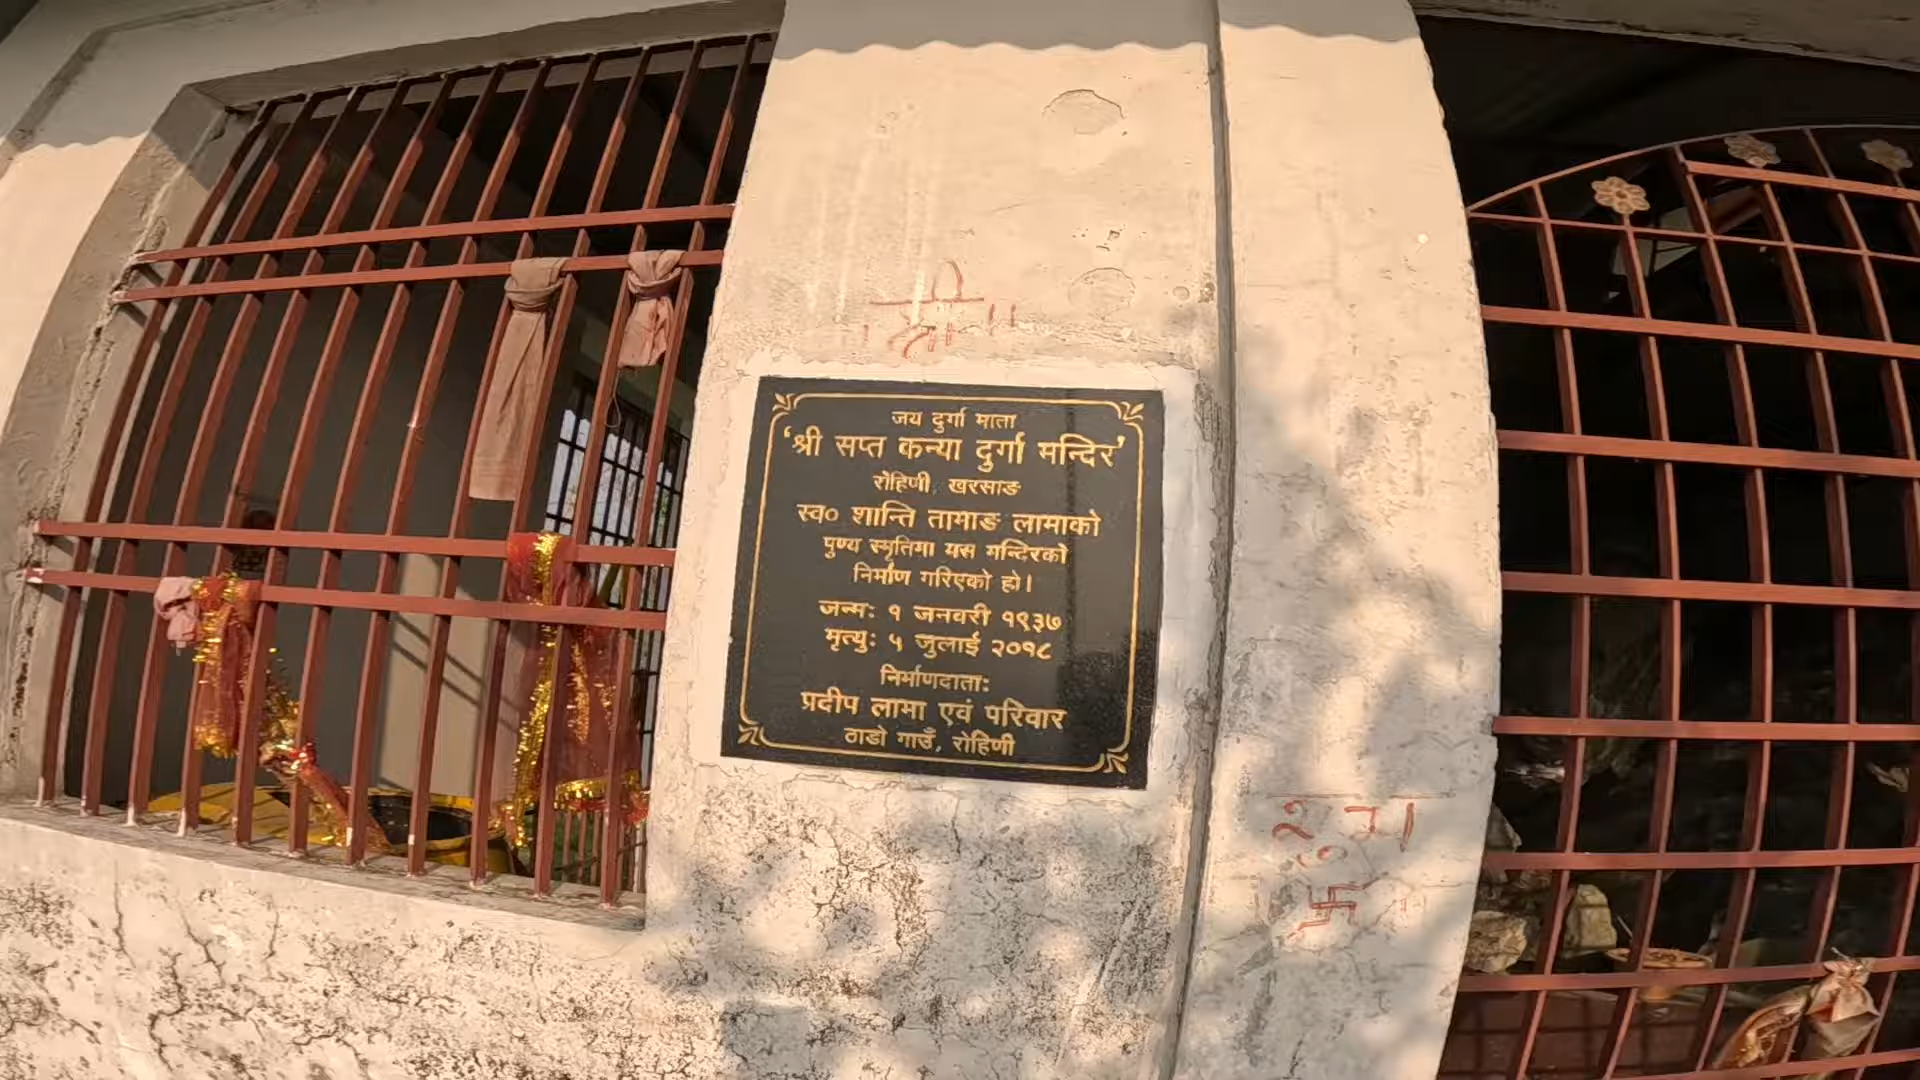 श्री
जय दुर्गा माता
‘श्री सप्त कन्या दुर्गा मन्दिर’
रोहिणी, खरसाङ
स्व० शान्ति तामाङ लामाको
पुण्य स्मृतिमा यस मन्दिरको
निर्माण गरिएको हो।
जन्म: १ जनवरी १९३७
मृत्यु: ५ जुलाई २०१८
निर्माणदाता:
प्रदीप लामा एवं परिवार
ठाडो गाउँ, रोहिणी
शुभ